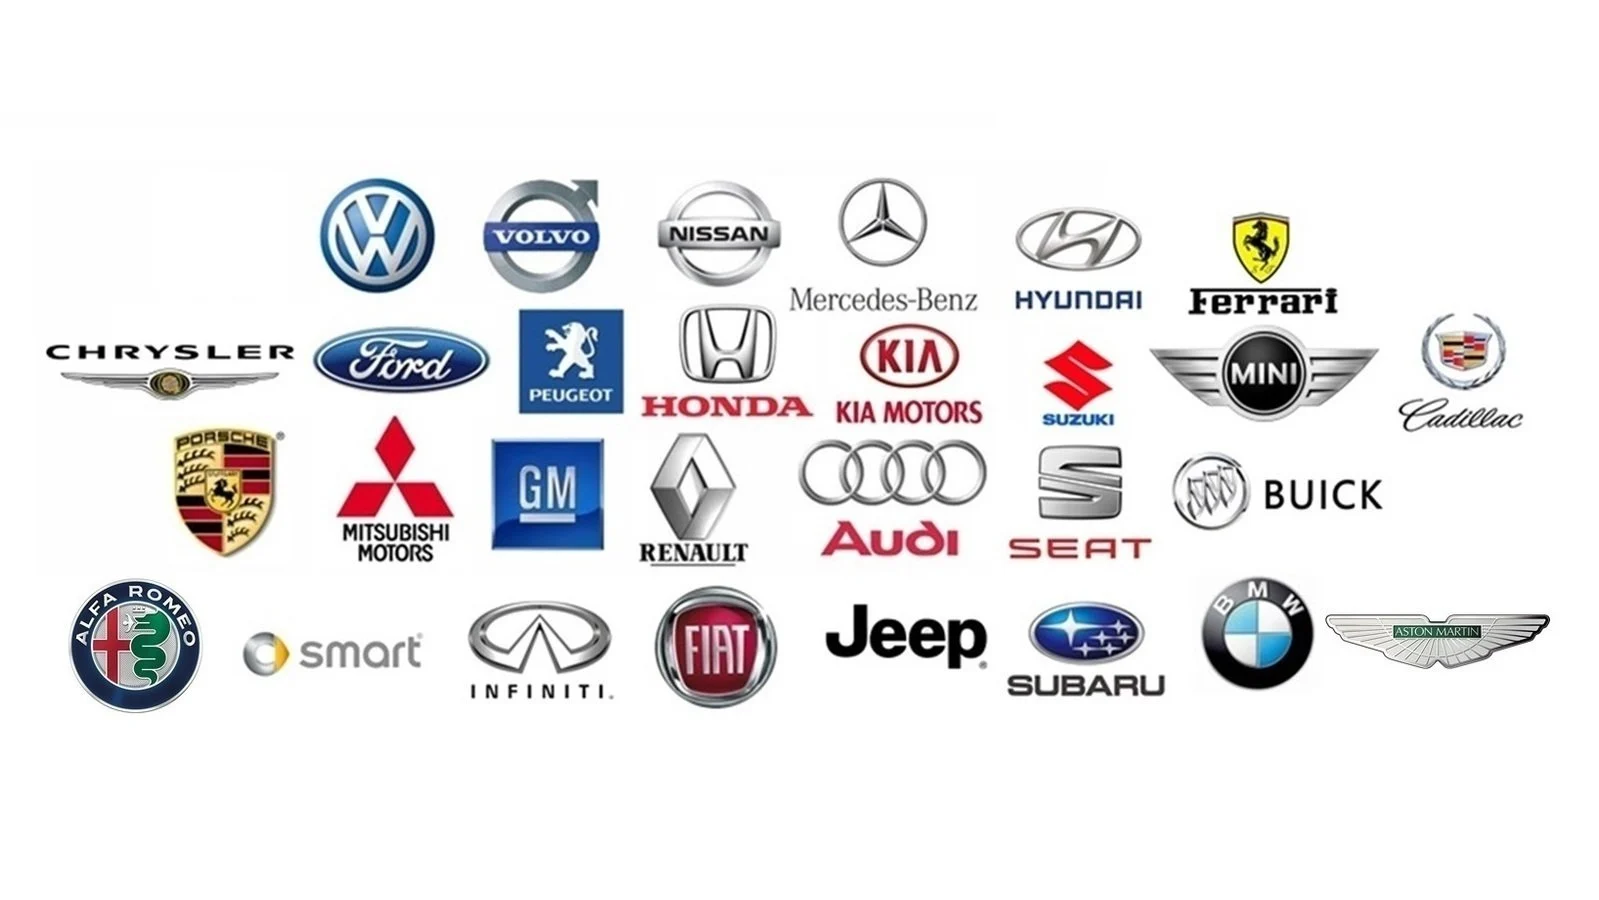 VOLVO
NISSAN
Mercedes-Benz
HYUNDAI
Ferrari
CHRYSLER
Ford
PEUGEOT
HONDA
KIA
KIA MOTORS
SUZUKI
MINI
Cadillac
PORSCHE
MITSUBISHI
MOTORS
GM
RENAULT
Audi
SEAT
BUICK
ALFA ROMEO
smart
INFINITI
FIAT
Jeep
SUBARU
BMW
ASTON MARTIN